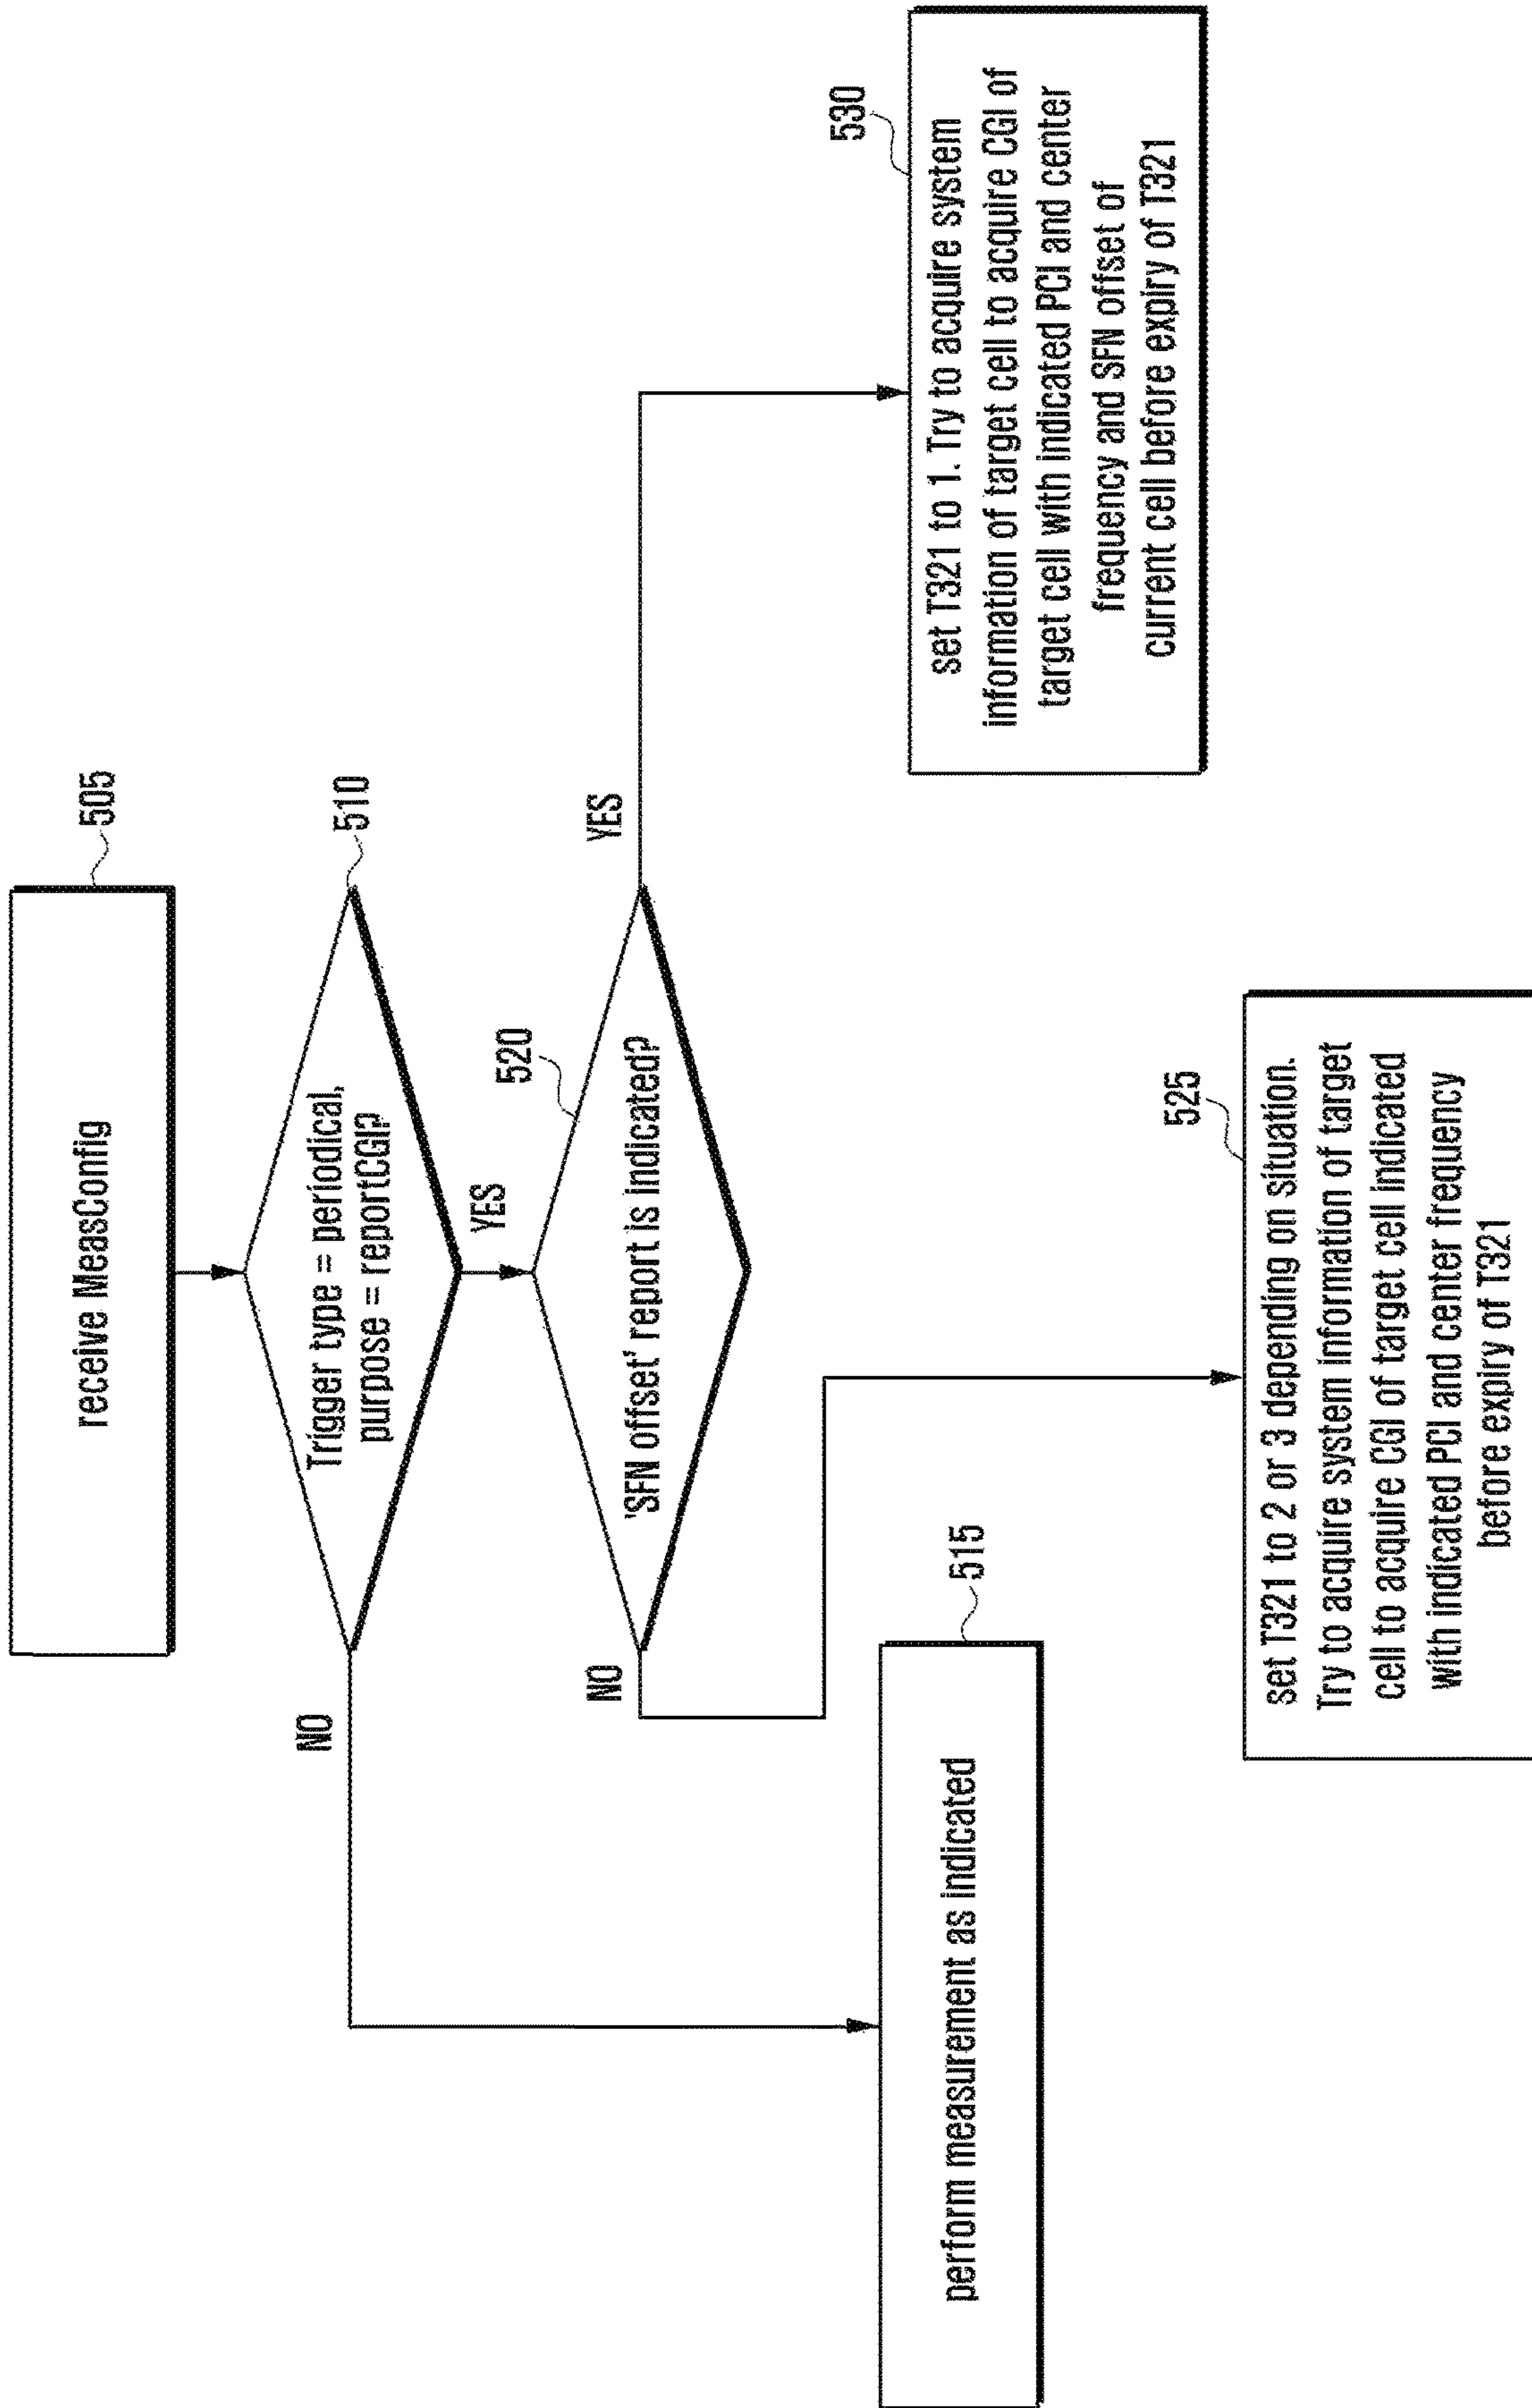 receive MeasConfig
505
Trigger type = periodical,
purpose = reportCGI?
510
NO
YES
520
'SFN offset' report is indicated?
NO
YES
perform measurement as indicated
515
525
set T321 to 2 or 3 depending on situation.
Try to acquire system information of target
cell to acquire CGI of target cell indicated
with indicated PCI and center frequency
before expiry of T321
530
set T321 to 1. Try to acquire system
information of target cell to acquire CGI of
target cell with indicated PCI and center
frequency and SFN offset of
current cell before expiry of T321